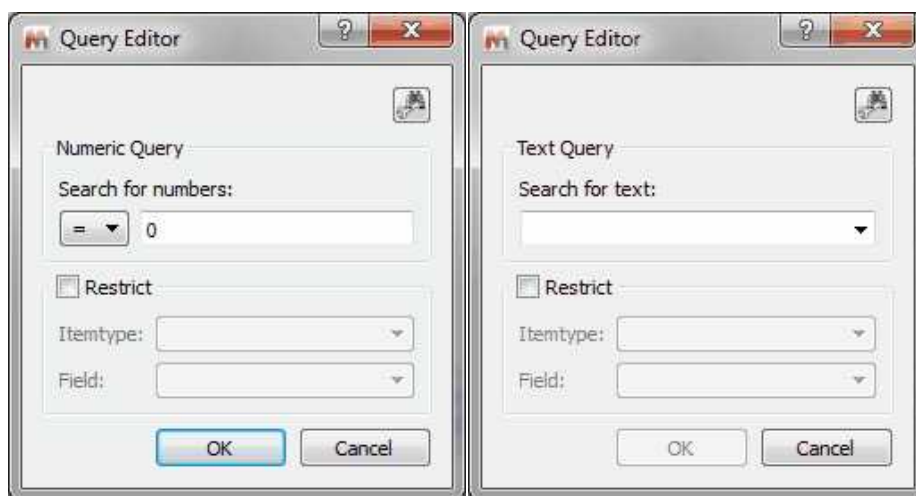 Query Editor
Numeric Query
Search for numbers:
= 0
Restrict
Itemtype:
Field:
OK Cancel
Query Editor
Text Query
Search for text:
Restrict
Itemtype:
Field:
OK Cancel